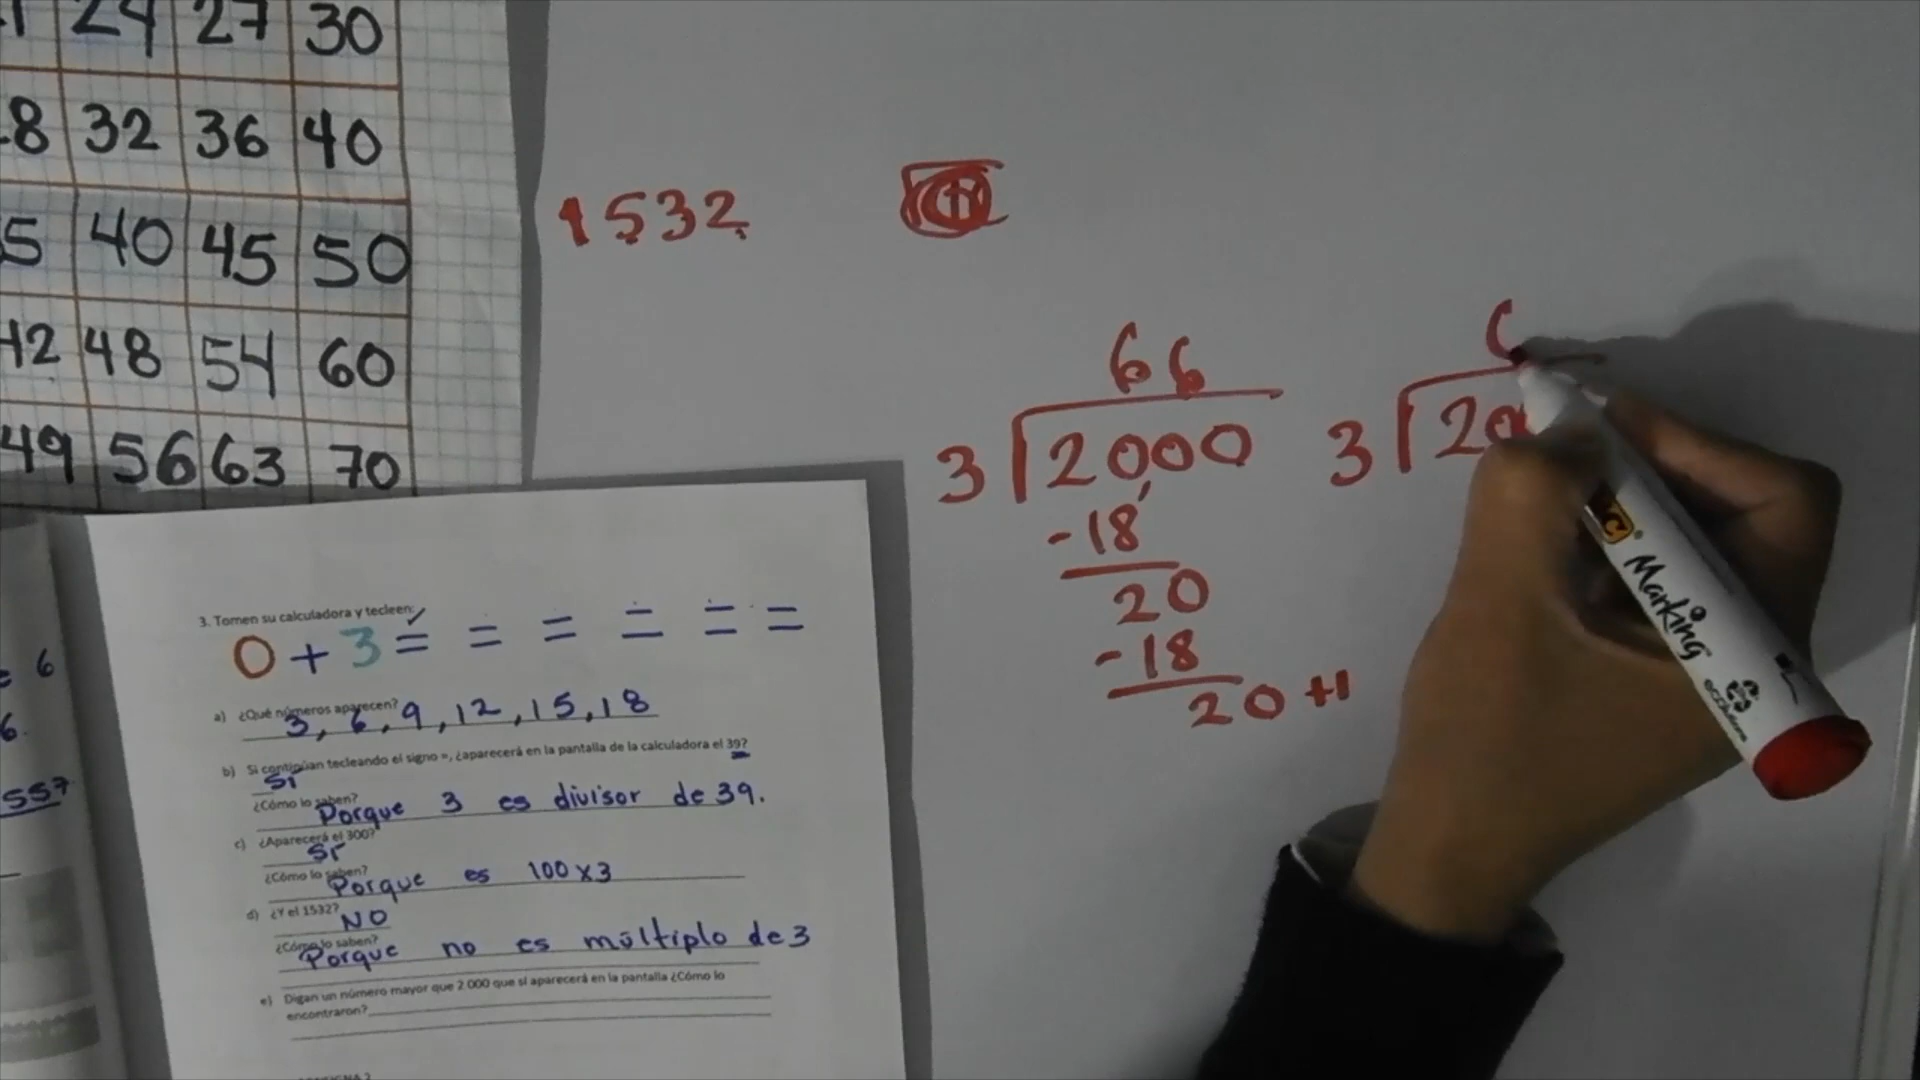 24 27 30
8 32 36 40
5 40 45 50
42 48 54 60
49 56 63 70
1532
66
3 2000
-18
20
-18
20+1
3 20
6
6.
557
3. Tomen su calculadora y tecleen:
0 + 3 = = = = = =
a) ¿Qué números aparecen?
3, 6, 9, 12, 15, 18
b) Si continúan tecleando el signo =, ¿aparecerá en la pantalla de la calculadora el 39?
Si
¿Cómo lo saben?
Porque 3 es divisor de 39.
c) ¿Aparecerá el 300?
Si
¿Cómo lo saben?
Porque es 100 x 3
d) ¿Y el 1532?
NO
¿Cómo lo saben?
Porque no es múltiplo de 3
e) Digan un número mayor que 2 000 que sí aparecerá en la pantalla ¿Cómo lo
encontraron?
Marking